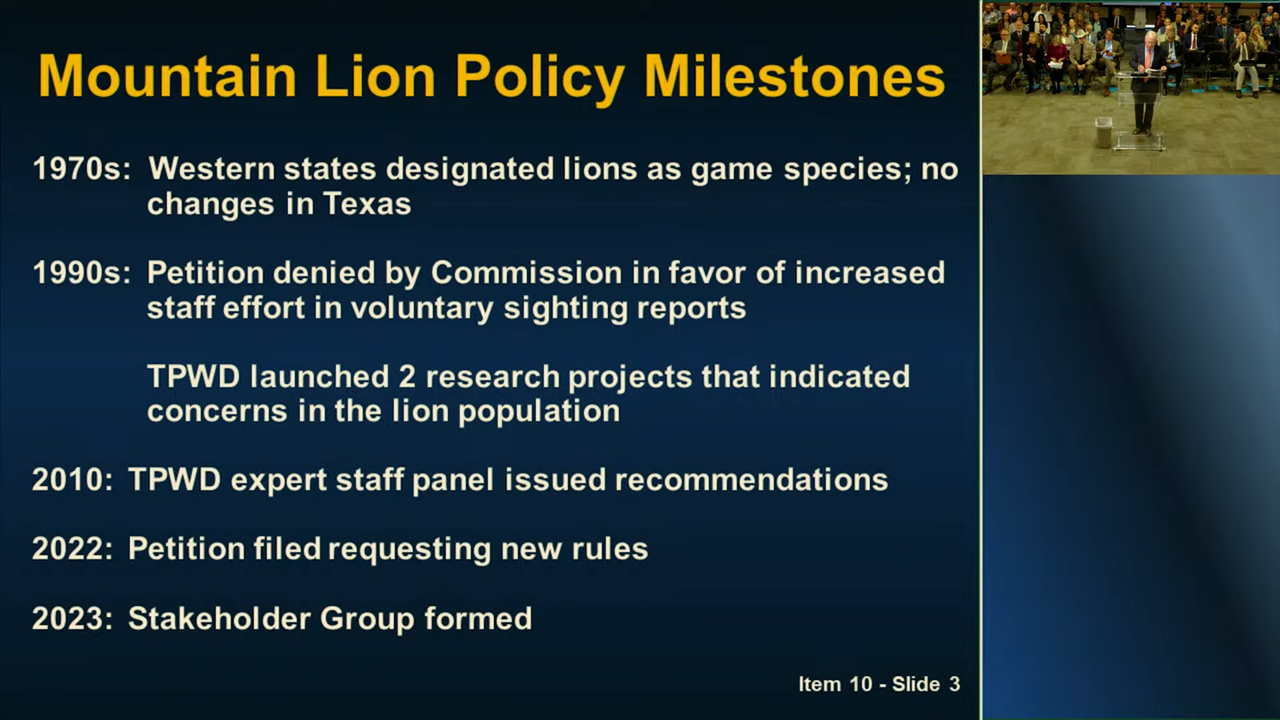 Mountain Lion Policy Milestones
1970s: Western states designated lions as game species; no
changes in Texas
1990s: Petition denied by Commission in favor of increased
staff effort in voluntary sighting reports
TPWD launched 2 research projects that indicated
concerns in the lion population
2010: TPWD expert staff panel issued recommendations
2022: Petition filed requesting new rules
2023: Stakeholder Group formed
Item 10 - Slide 3